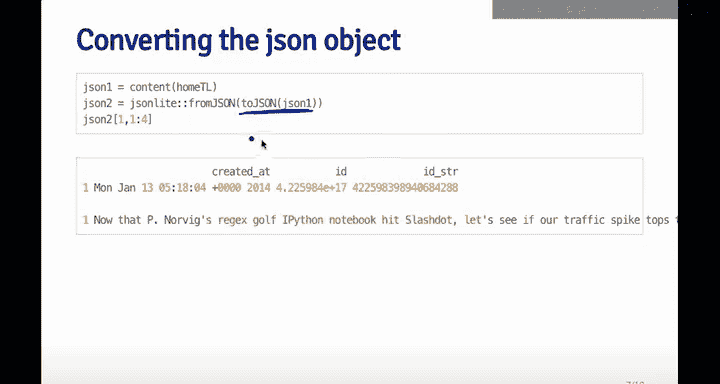 Converting the json object
json1 = content(homeTL)
json2 = jsonlite::fromJSON(toJSON(json1))
json2[1,1:4]
created_at id id_str
1 Mon Jan 13 05:18:04 +0000 2014 4.225984e+17 422598398940684288
1 Now that P. Norvig's regex golf IPython notebook hit Slashdot, let's see if our traffic spike tops